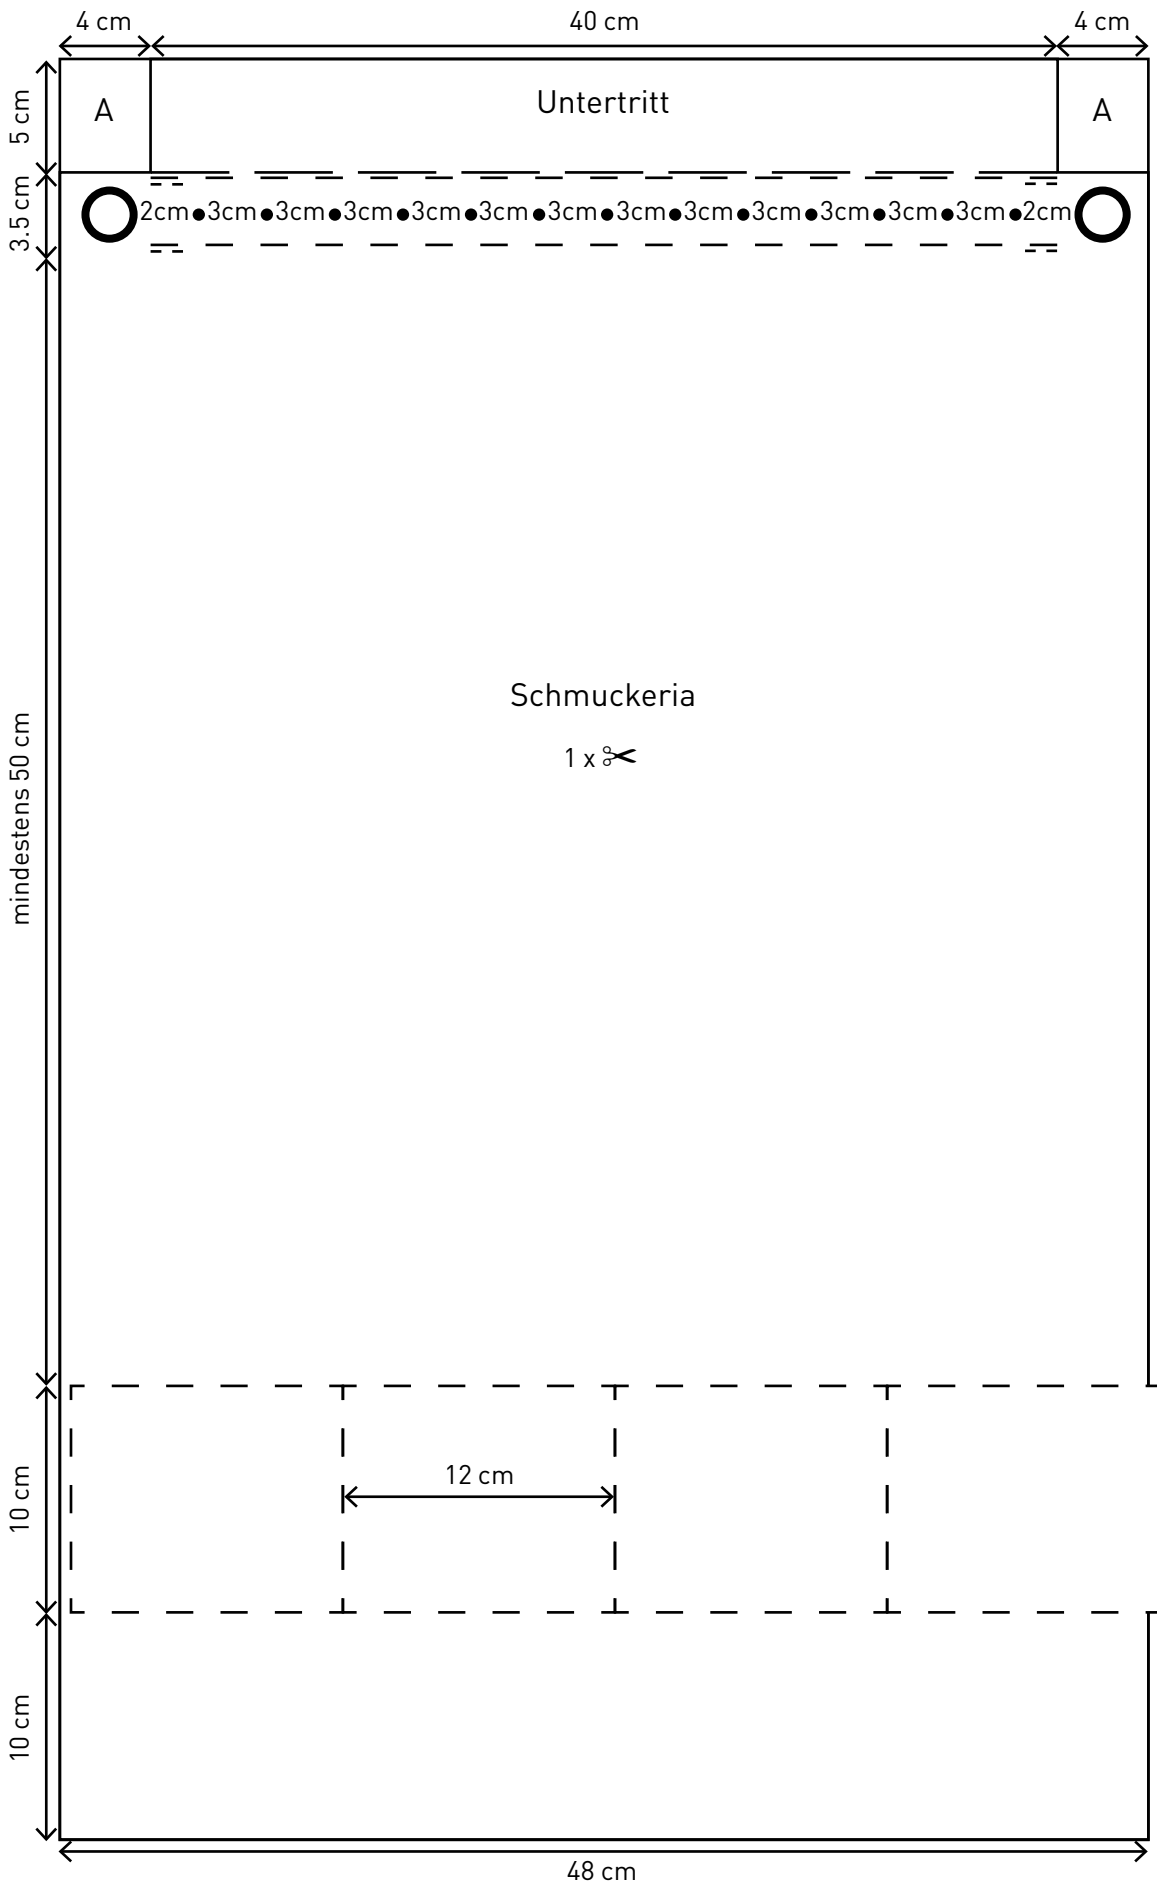 4 cm 40 cm 4 cm
5 cm
A Untertritt A
3.5 cm
2cm 3cm 3cm 3cm 3cm 3cm 3cm 3cm 3cm 3cm 3cm 3cm 3cm 2cm
mindestens 50 cm
Schmuckeria
1 x
10 cm
12 cm
10 cm
48 cm